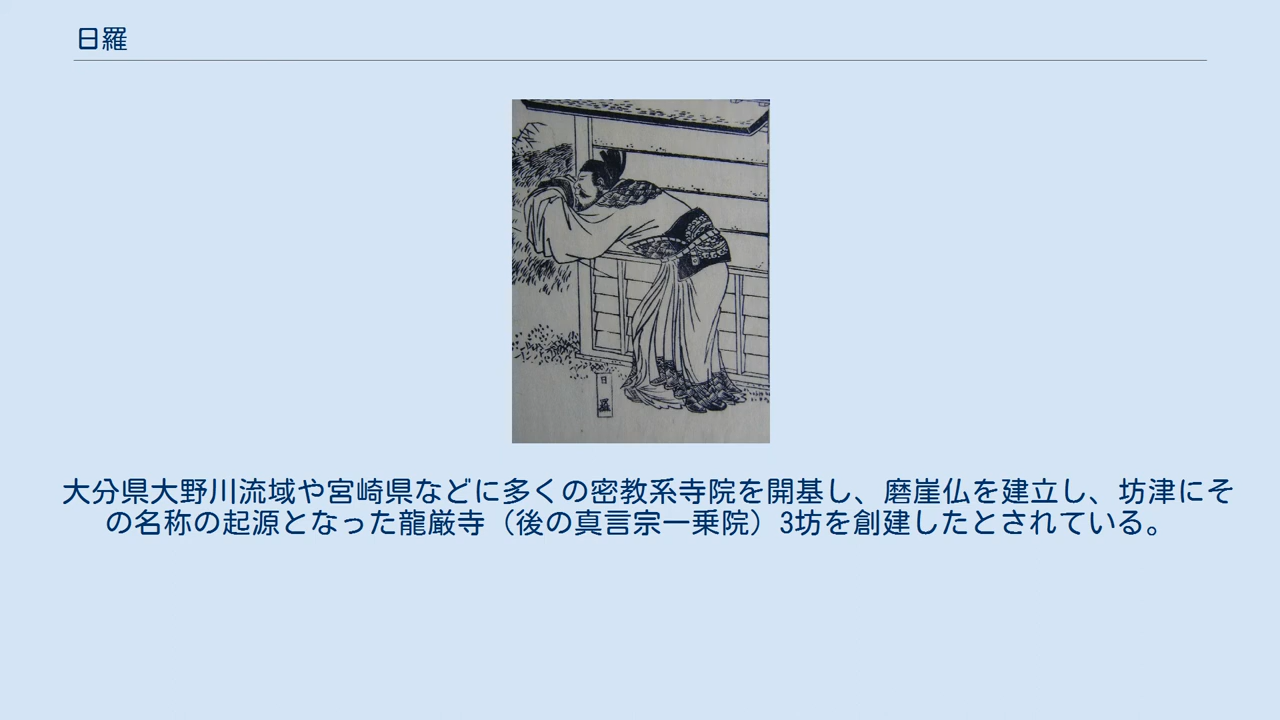 日羅
日
大分県大野川流域や宮崎県などに多くの密教系寺院を開基し、磨崖仏を建立し、坊津にそ
の名称の起源となった龍厳寺（後の真言宗一乗院）3坊を創建したとされている。